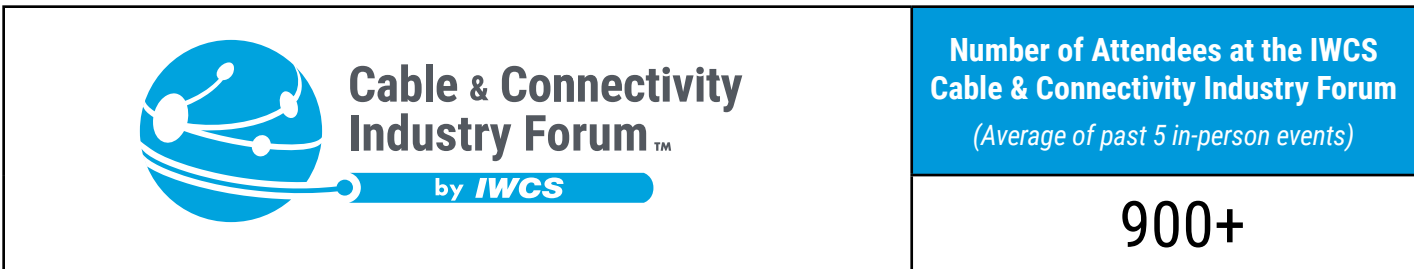 Cable & Connectivity
Industry Forum™
by IWCS
Number of Attendees at the IWCS
Cable & Connectivity Industry Forum
(Average of past 5 in-person events)
900+